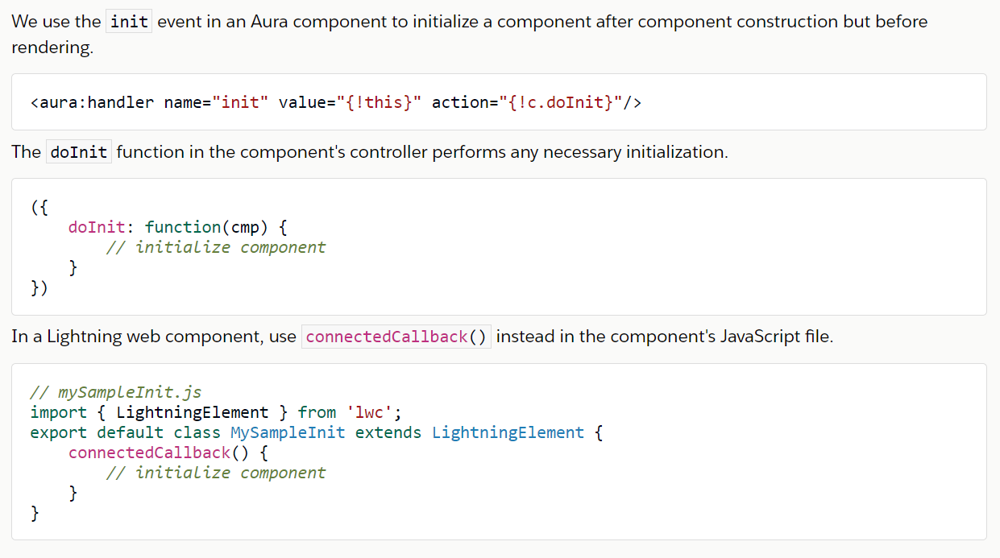 We use the init event in an Aura component to initialize a component after component construction but before
rendering.
<aura:handler name="init" value="{!this}" action="{!c.doInit}"/>
The doInit function in the component's controller performs any necessary initialization.
({
    doInit: function(cmp) {
        // initialize component
    }
})
In a Lightning web component, use connectedCallback() instead in the component's JavaScript file.
// mySampleInit.js
import { LightningElement } from 'lwc';
export default class MySampleInit extends LightningElement {
    connectedCallback() {
        // initialize component
    }
}